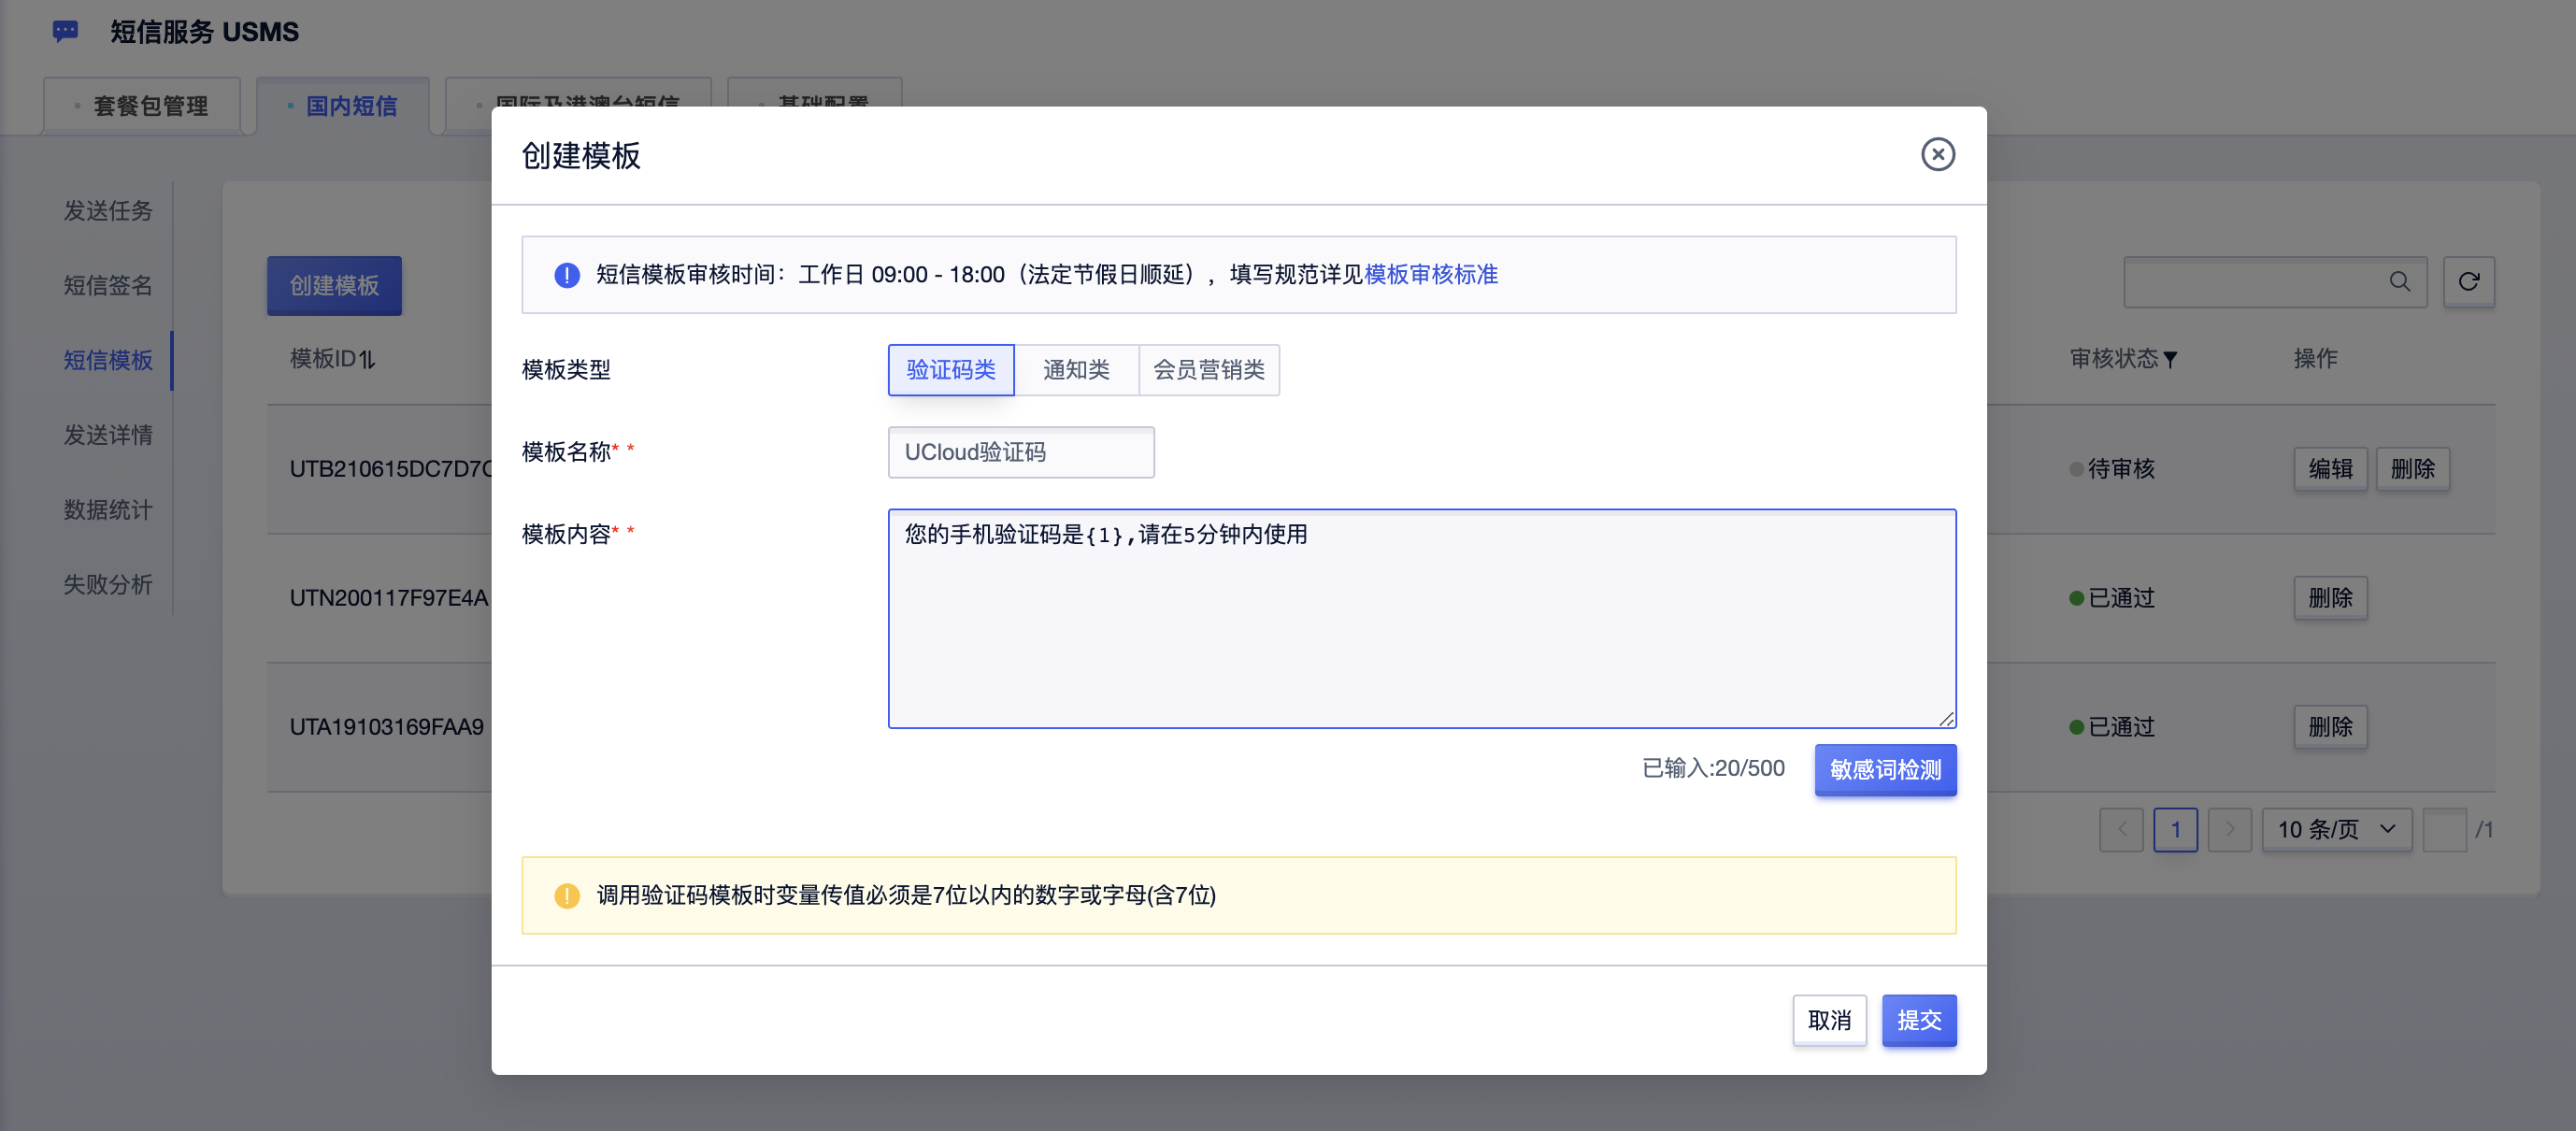 短信服务 USMS
套餐包管理
国内短信
国际及港澳台短信
基础配置
发送任务
短信签名
短信模板
发送详情
数据统计
失败分析
创建模板
模板ID
审核状态
操作
UTB210615DC7D7C
待审核
编辑
删除
UTN200117F97E4A
已通过
删除
UTA19103169FAA9
已通过
删除
1
10 条/页
/1
创建模板
短信模板审核时间：工作日 09:00 - 18:00（法定节假日顺延），填写规范详见模板审核标准
模板类型
验证码类
通知类
会员营销类
模板名称* *
UCloud验证码
模板内容* *
您的手机验证码是{1},请在5分钟内使用
已输入:20/500
敏感词检测
调用验证码模板时变量传值必须是7位以内的数字或字母(含7位)
取消
提交